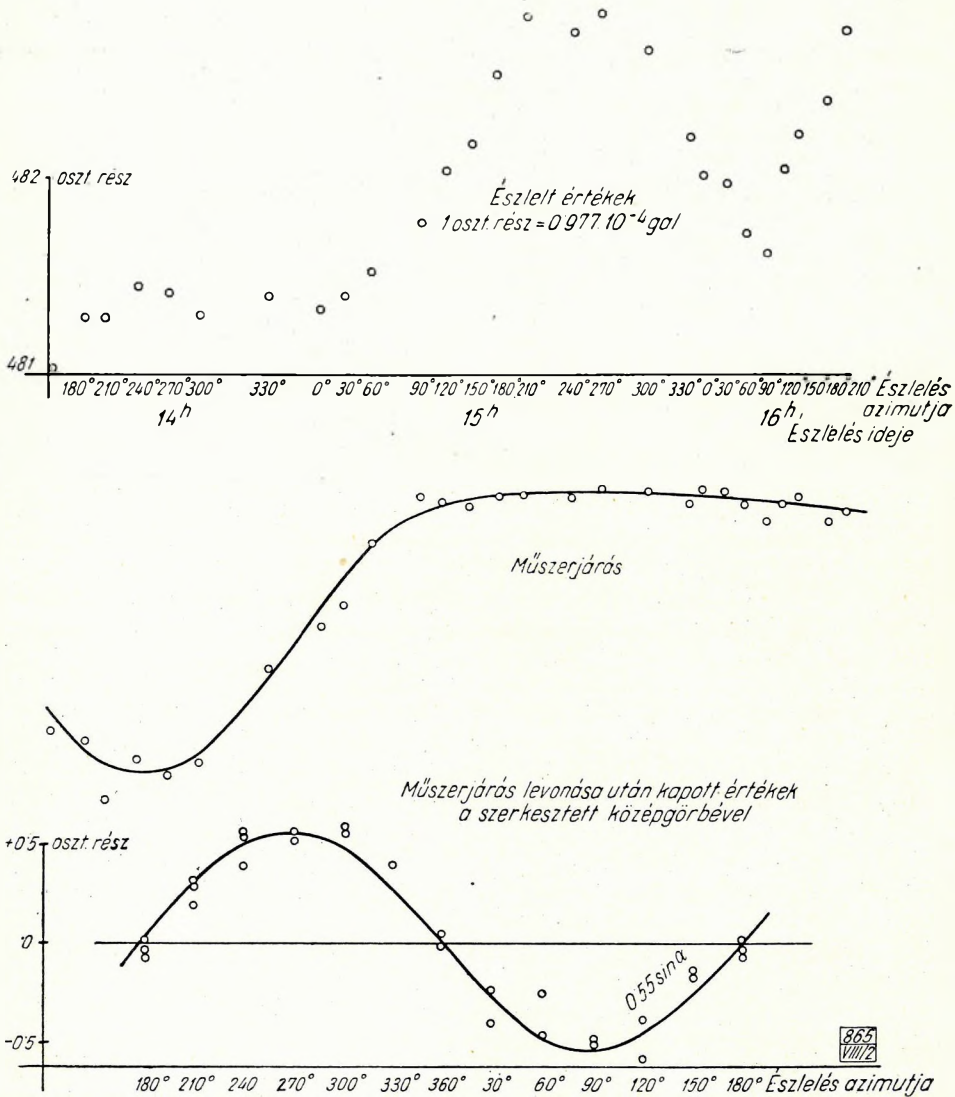 482 oszt. rész
Észlelt értékek
1 oszt. rész = 0˙977.10⁻⁴ gal
481
180° 210° 240° 270° 300° 330° 0° 30° 60° 90° 120° 150° 180° 210° 240° 270° 300° 330° 0° 30° 60° 90° 120° 150° 180° 210° Észlelés
azimutja
14ʰ 15ʰ 16ʰ
Észlelés ideje
Műszerjárás
Műszerjárás levonása után kapott értékek
a szerkesztett középgörbével
+0˙5 oszt. rész
0
0˙55 sin α
-0˙5
865
VIII/2
180° 210° 240 270° 300° 330° 360° 30° 60° 90° 120° 150° 180° Észlelés azimutja